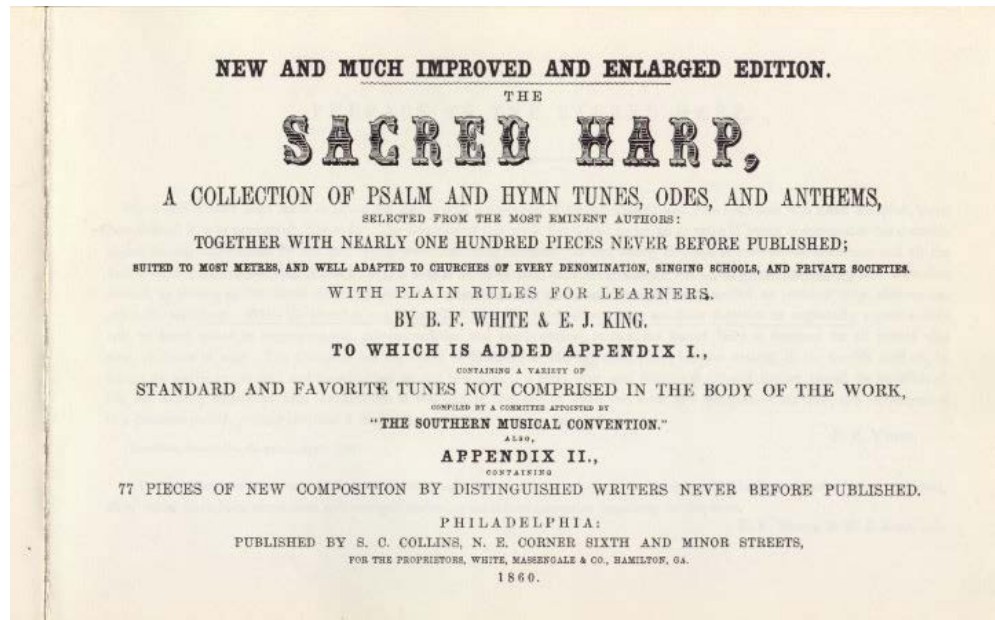 NEW AND MUCH IMPROVED AND ENLARGED EDITION.
THE
SACRED HARP,
A COLLECTION OF PSALM AND HYMN TUNES, ODES, AND ANTHEMS,
SELECTED FROM THE MOST EMINENT AUTHORS:
TOGETHER WITH NEARLY ONE HUNDRED PIECES NEVER BEFORE PUBLISHED;
SUITED TO MOST METRES, AND WELL ADAPTED TO CHURCHES OF EVERY DENOMINATION, SINGING SCHOOLS, AND PRIVATE SOCIETIES.
WITH PLAIN RULES FOR LEARNERS.
BY B. F. WHITE & E. J. KING.
TO WHICH IS ADDED APPENDIX I.,
CONTAINING A VARIETY OF
STANDARD AND FAVORITE TUNES NOT COMPRISED IN THE BODY OF THE WORK,
COMPILED BY A COMMITTEE APPOINTED BY
"THE SOUTHERN MUSICAL CONVENTION."
ALSO,
APPENDIX II.,
CONTAINING
77 PIECES OF NEW COMPOSITION BY DISTINGUISHED WRITERS NEVER BEFORE PUBLISHED.
PHILADELPHIA:
PUBLISHED BY S. C. COLLINS, N. E. CORNER SIXTH AND MINOR STREETS,
FOR THE PROPRIETORS, WHITE, MASSENGALE & CO., HAMILTON, GA.
1860.